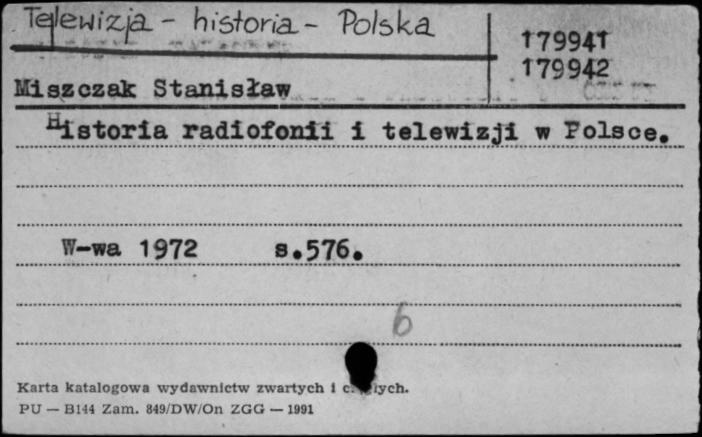 Telewizja - historia - Polska
179941
179942
Miszczak Stanisław
Historia radiofonii i telewizji w Polsce.
W-wa 1972 s.576.
6
Karta katalogowa wydawnictw zwartych i
PU — B144 Zam. 849/DW/On ZGG — 1991